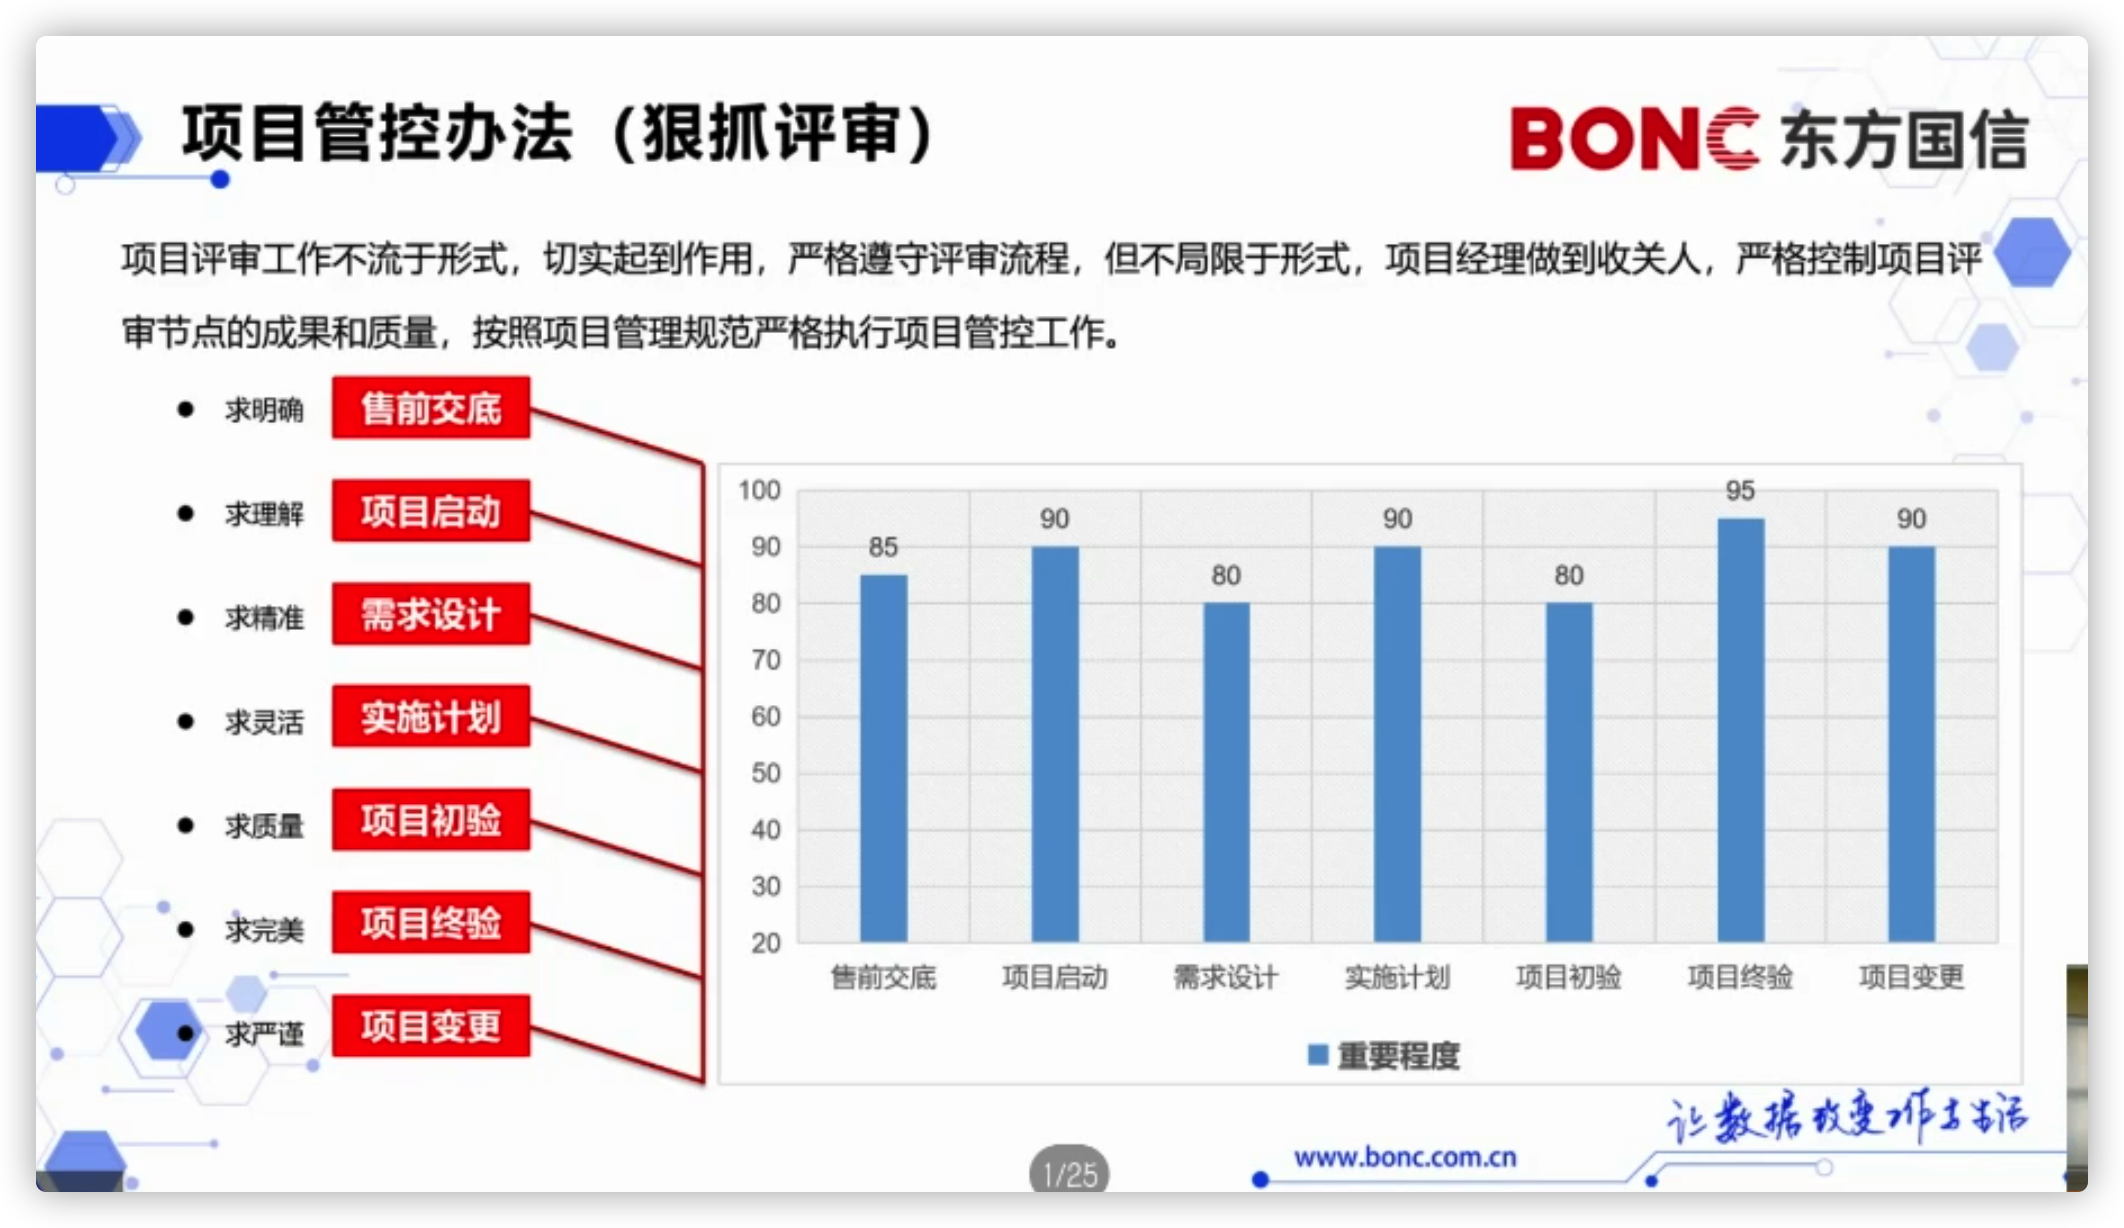 项目管控办法（狠抓评审）
BONC 东方国信
项目评审工作不流于形式，切实起到作用，严格遵守评审流程，但不局限于形式，项目经理做到收关人，严格控制项目评
审节点的成果和质量，按照项目管理规范严格执行项目管控工作。
● 求明确 售前交底
● 求理解 项目启动
● 求精准 需求设计
● 求灵活 实施计划
● 求质量 项目初验
● 求完美 项目终验
● 求严谨 项目变更
100
90
80
70
60
50
40
30
20
85
90
80
90
80
95
90
售前交底 项目启动 需求设计 实施计划 项目初验 项目终验 项目变更
重要程度
让数据改变工作与生活
www.bonc.com.cn
1/25